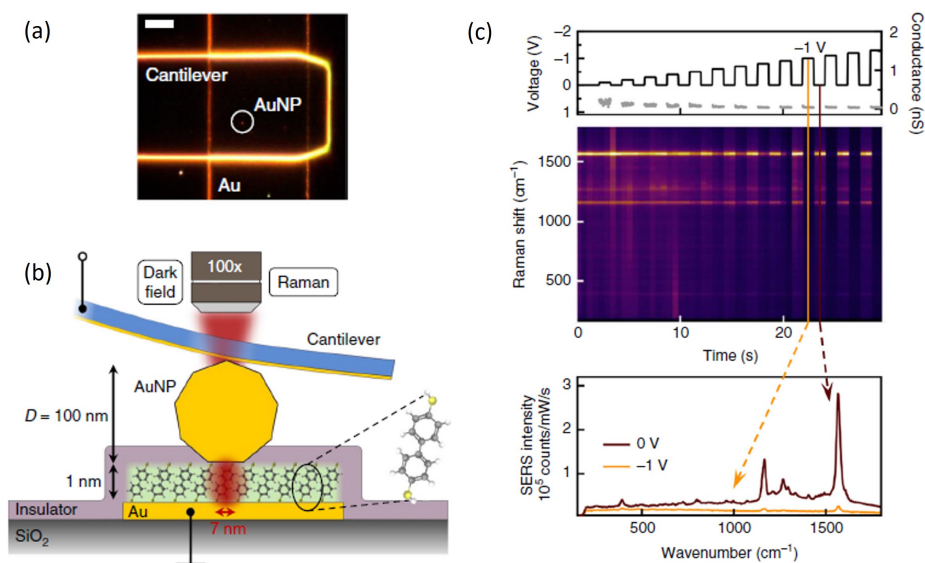 (a)
Cantilever
AuNP
Au
(b)
Dark
field
100x
Raman
Cantilever
AuNP
D = 100 nm
1 nm
Insulator
Au
7 nm
SiO₂
(c)
Voltage (V)
−2
−1
0
1
−1 V
2
1
0
Conductance
(nS)
Raman shift (cm⁻¹)
1500
1000
500
0
10
20
Time (s)
SERS intensity
10⁵ counts/mW/s
3
2
1
0 V
−1 V
500
1000
1500
Wavenumber (cm⁻¹)